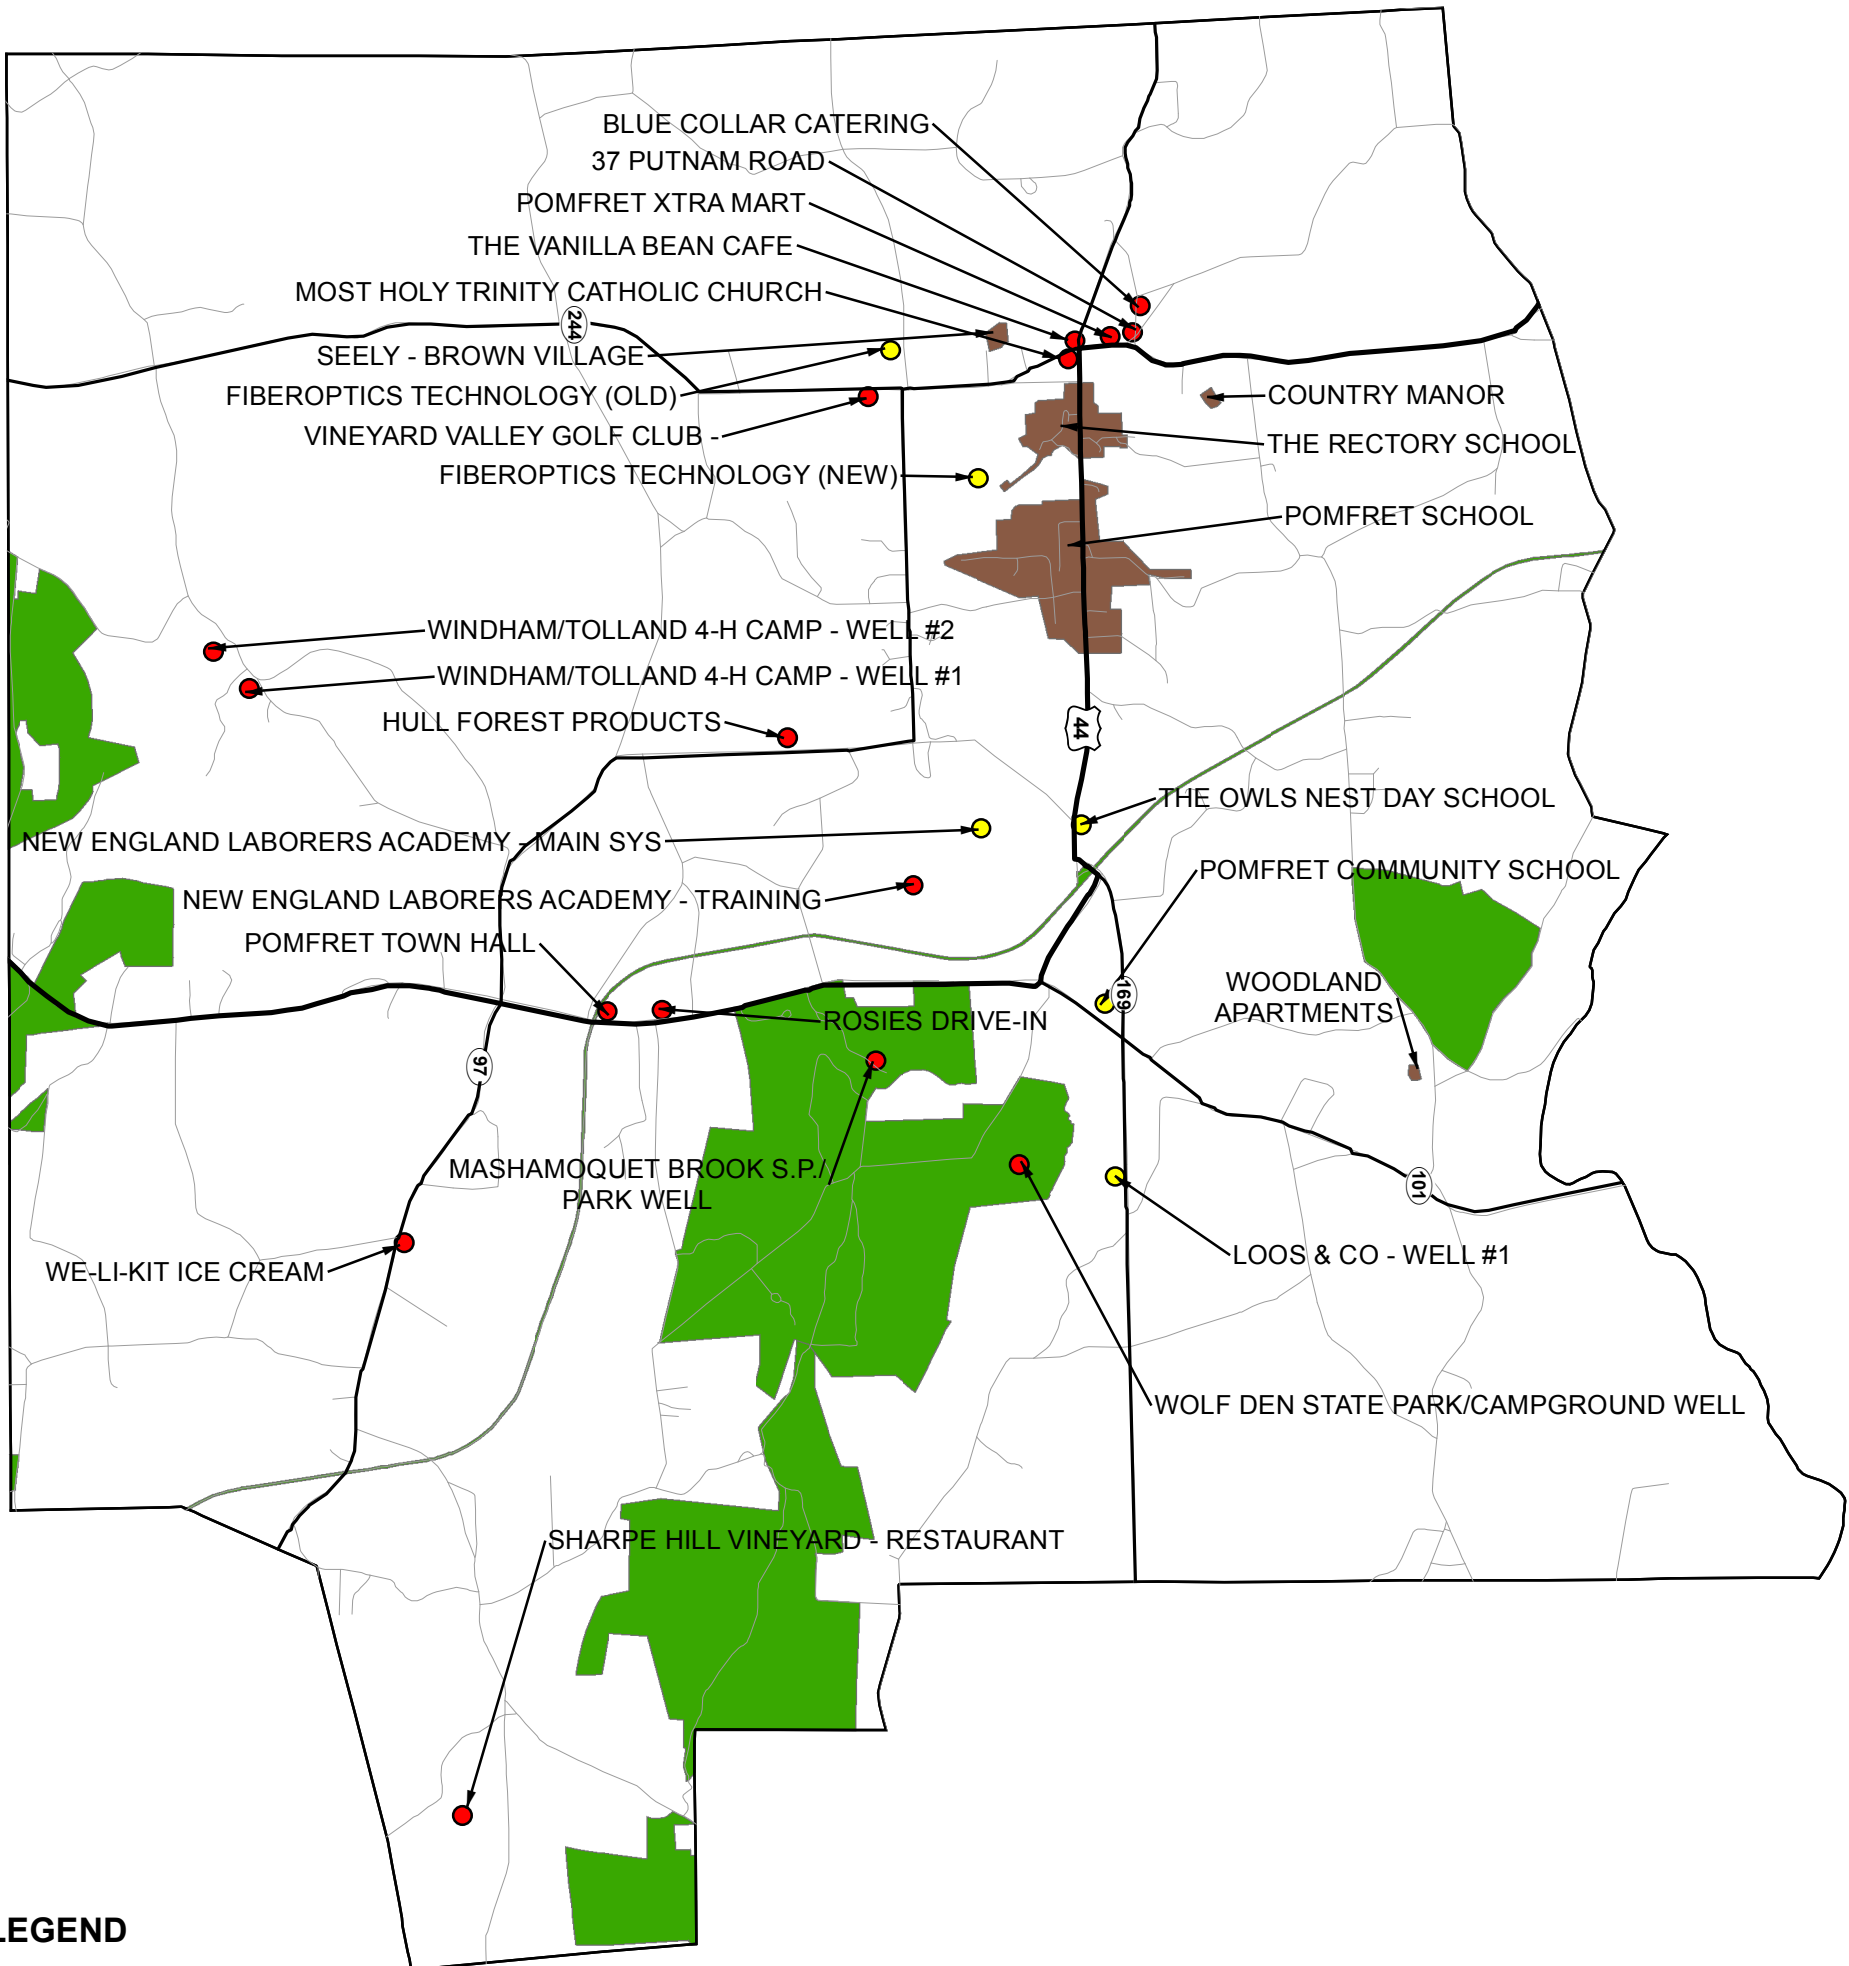 BLUE COLLAR CATERING
37 PUTNAM ROAD
POMFRET XTRA MART
THE VANILLA BEAN CAFE
MOST HOLY TRINITY CATHOLIC CHURCH
244
SEELY - BROWN VILLAGE
FIBEROPTICS TECHNOLOGY (OLD)
COUNTRY MANOR
VINEYARD VALLEY GOLF CLUB -
THE RECTORY SCHOOL
FIBEROPTICS TECHNOLOGY (NEW)
POMFRET SCHOOL
WINDHAM/TOLLAND 4-H CAMP - WELL #2
WINDHAM/TOLLAND 4-H CAMP - WELL #1
HULL FOREST PRODUCTS
44
THE OWLS NEST DAY SCHOOL
NEW ENGLAND LABORERS ACADEMY - MAIN SYS
POMFRET COMMUNITY SCHOOL
NEW ENGLAND LABORERS ACADEMY - TRAINING
POMFRET TOWN HALL
WOODLAND
APARTMENTS
169
ROSIES DRIVE-IN
97
MASHAMOQUET BROOK S.P./
PARK WELL
101
LOOS & CO - WELL #1
WE-LI-KIT ICE CREAM
WOLF DEN STATE PARK/CAMPGROUND WELL
SHARPE HILL VINEYARD - RESTAURANT
LEGEND